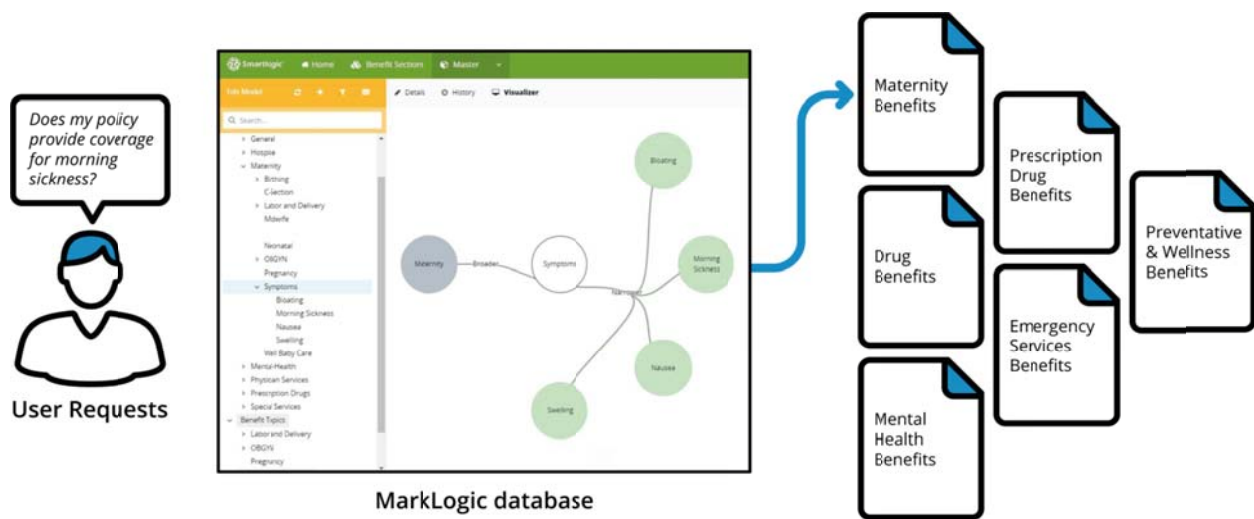 Does my policy
provide coverage
for morning
sickness?
User Requests
Smartlogic
Home
Benefit Sections
Master
Edit Model
Details
History
Visualizer
Search...
General
Hospice
Maternity
Birthing
C-Section
Labor and Delivery
Midwife
Neonatal
OBGYN
Pregnancy
Symptoms
Bloating
Morning Sickness
Nausea
Swelling
Well Baby Care
Mental-Health
Physician Services
Prescription Drugs
Special Services
Benefit Topics
Labor and Delivery
OBGYN
Pregnancy
Maternity
Broader
Symptoms
Narrower
Bloating
Morning
Sickness
Nausea
Swelling
MarkLogic database
Maternity
Benefits
Prescription
Drug
Benefits
Preventative
& Wellness
Benefits
Drug
Benefits
Emergency
Services
Benefits
Mental
Health
Benefits